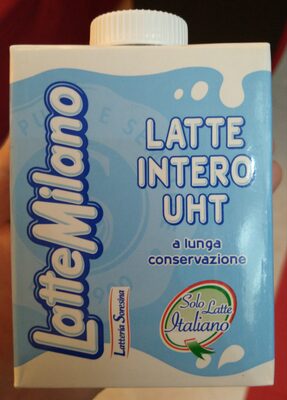 LatteMilano
LATTE
INTERO
UHT
a lunga
conservazione
Latteria Soresina
Solo Latte
Italiano